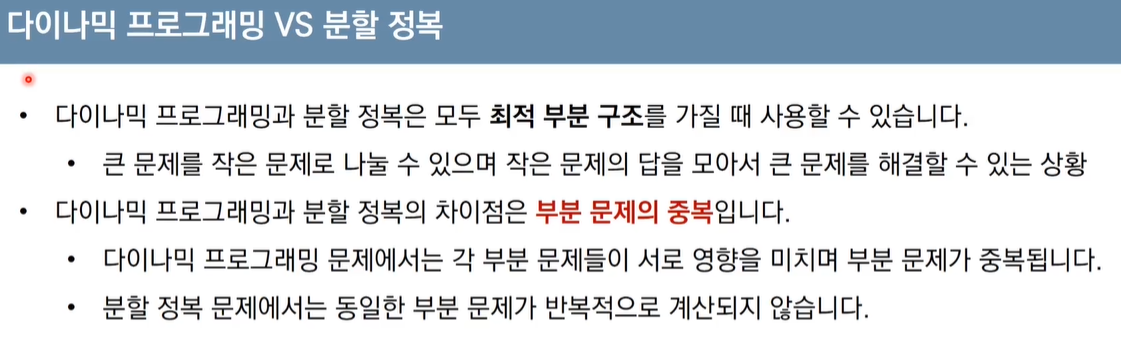 다이나믹 프로그래밍 VS 분할 정복
• 다이나믹 프로그래밍과 분할 정복은 모두 최적 부분 구조를 가질 때 사용할 수 있습니다.
• 큰 문제를 작은 문제로 나눌 수 있으며 작은 문제의 답을 모아서 큰 문제를 해결할 수 있는 상황
• 다이나믹 프로그래밍과 분할 정복의 차이점은 부분 문제의 중복입니다.
• 다이나믹 프로그래밍 문제에서는 각 부분 문제들이 서로 영향을 미치며 부분 문제가 중복됩니다.
• 분할 정복 문제에서는 동일한 부분 문제가 반복적으로 계산되지 않습니다.